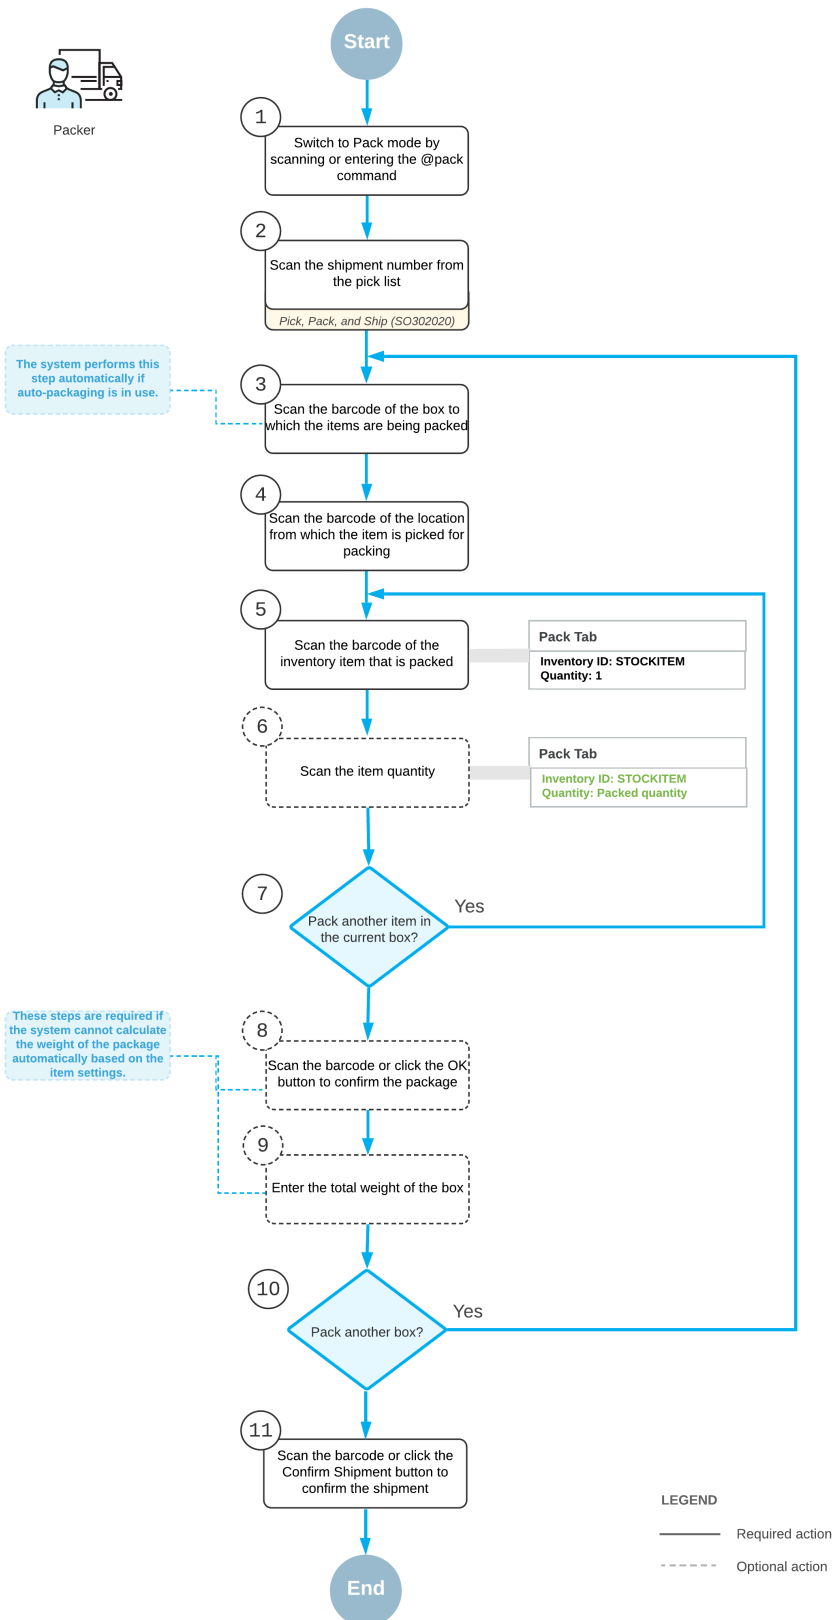 Start
Packer
1
Switch to Pack mode by
scanning or entering the @pack
command
2
Scan the shipment number from
the pick list
Pick, Pack, and Ship (SO302020)
The system performs this
step automatically if
auto-packaging is in use.
3
Scan the barcode of the box to
which the items are being packed
4
Scan the barcode of the location
from which the item is picked for
packing
5
Scan the barcode of the
inventory item that is packed
Pack Tab
Inventory ID: STOCKITEM
Quantity: 1
6
Scan the item quantity
Pack Tab
Inventory ID: STOCKITEM
Quantity: Packed quantity
7
Pack another item in
the current box?
Yes
These steps are required if
the system cannot calculate
the weight of the package
automatically based on the
item settings.
8
Scan the barcode or click the OK
button to confirm the package
9
Enter the total weight of the box
10
Pack another box?
Yes
11
Scan the barcode or click the
Confirm Shipment button to
confirm the shipment
End
LEGEND
Required action
Optional action